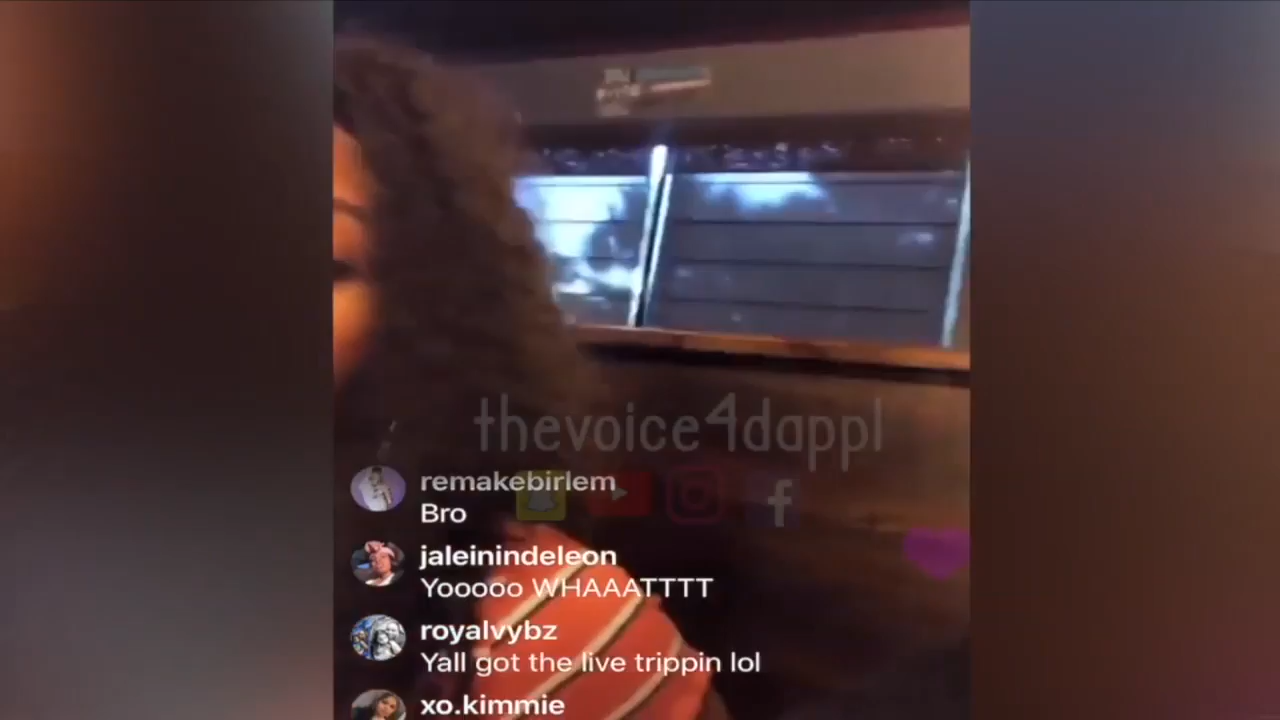 thevoice4dappl
remakebirlem
Bro
jaleinindeleon
Yooooo WHAAATTTT
royalvybz
Yall got the live trippin lol
xo.kimmie